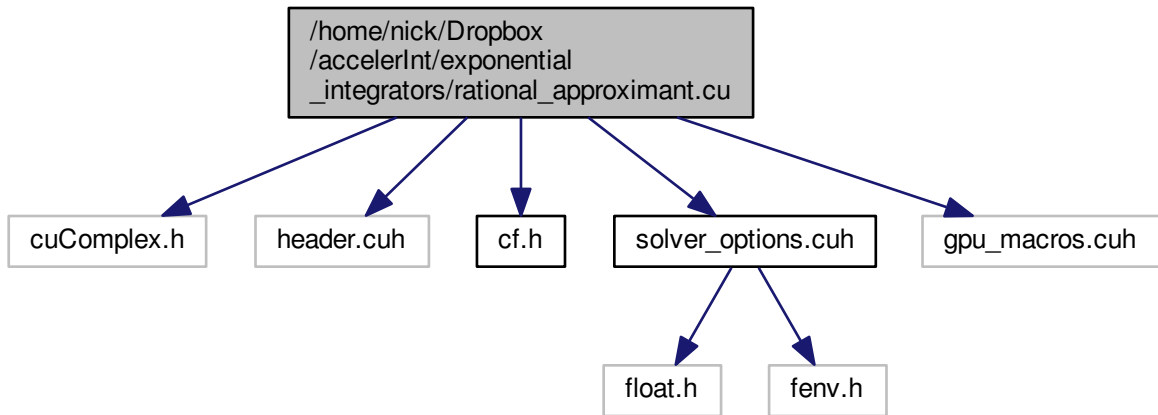 /home/nick/Dropbox
/accelerInt/exponential
_integrators/rational_approximant.cu
cuComplex.h
header.cuh
cf.h
solver_options.cuh
gpu_macros.cuh
float.h
fenv.h